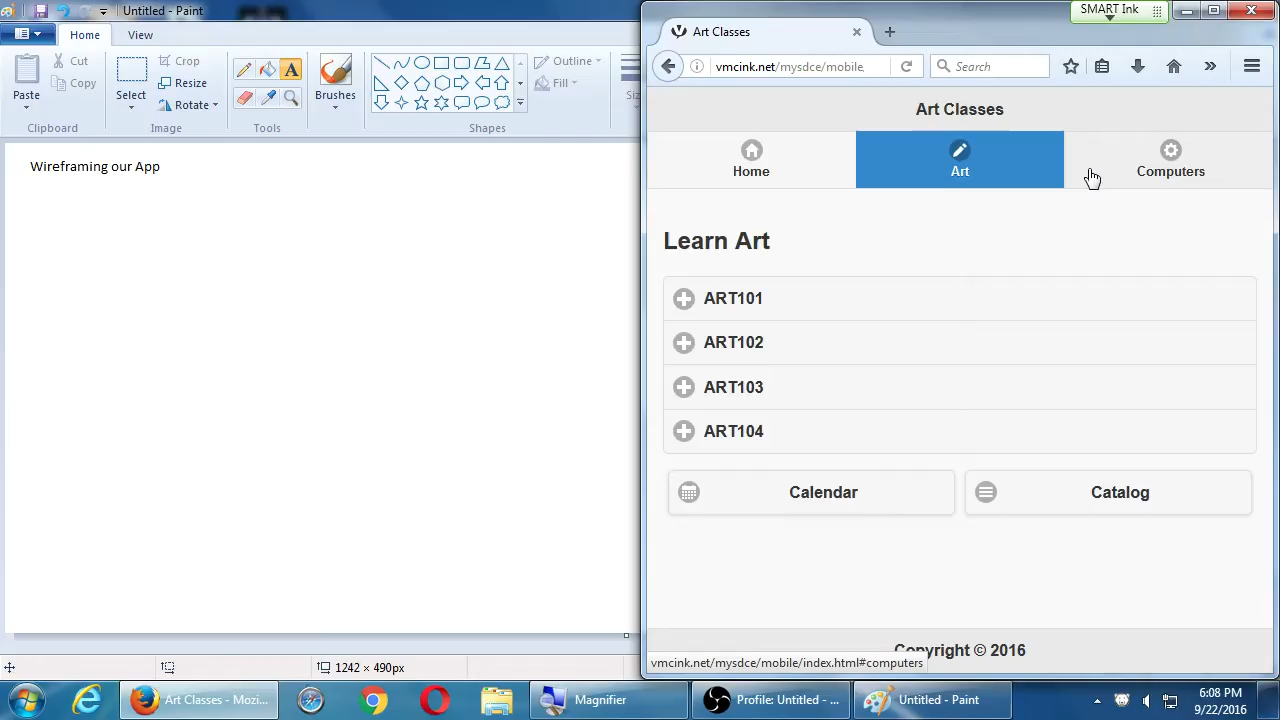 Untitled - Paint
Home
View
Paste
Cut
Copy
Clipboard
Select
Crop
Resize
Rotate
Image
Tools
Brushes
Shapes
Outline
Fill
Wireframing our App
1242 × 490px
SMART Ink
Art Classes
vmcink.net/mysdce/mobile
Search
Art Classes
Home
Art
Computers
Learn Art
ART101
ART102
ART103
ART104
Calendar
Catalog
Copyright © 2016
vmcink.net/mysdce/mobile/index.html#computers
Art Classes - Mozi...
Magnifier
Profile: Untitled - ...
Untitled - Paint
6:08 PM
9/22/2016